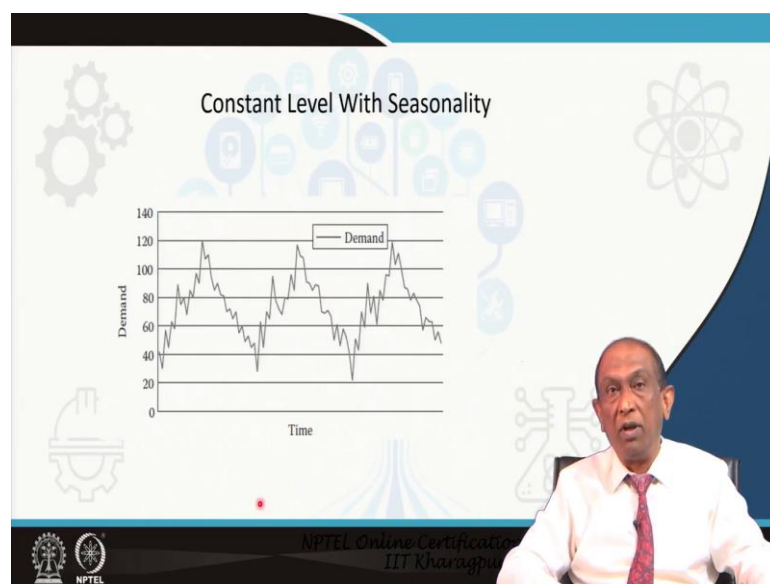 Constant Level With Seasonality
140
120
100
80
60
40
20
0
Demand
Demand
Time
NPTEL Online Certification
IIT Kharagpur
NPTEL